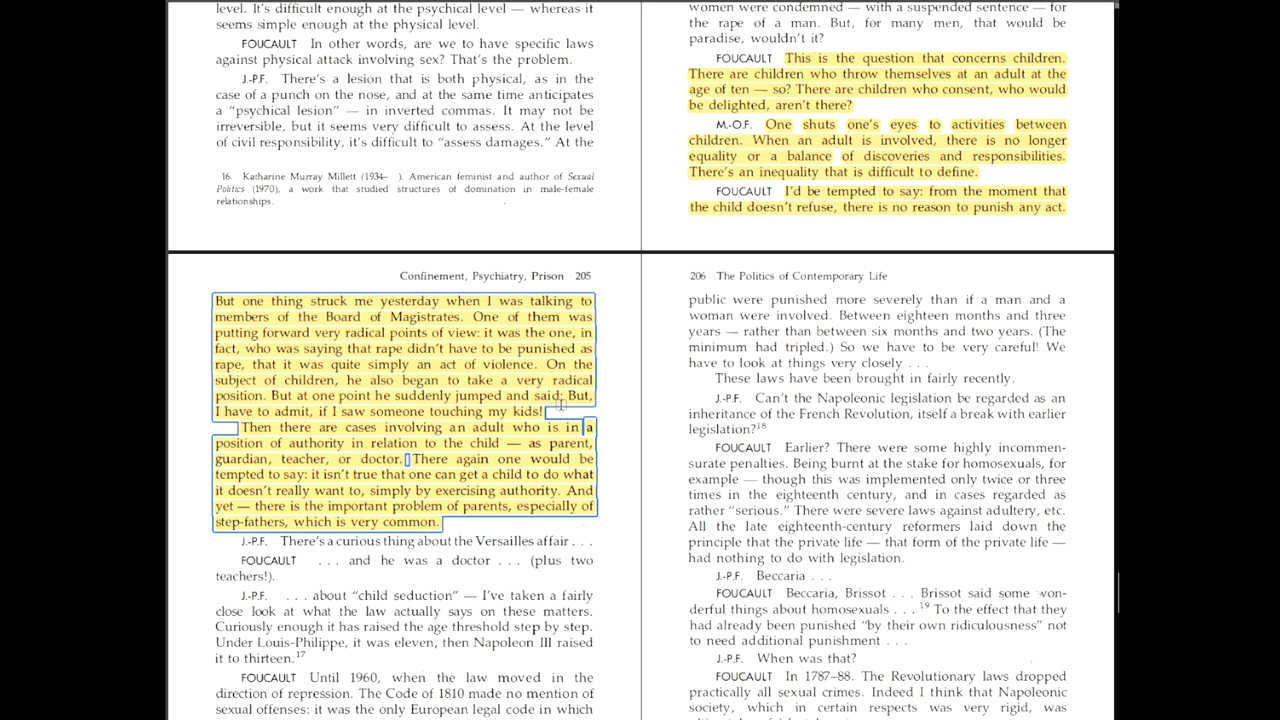 level. It's difficult enough at the psychical level — whereas it
seems simple enough at the physical level.
FOUCAULT In other words, are we to have specific laws
against physical attack involving sex? That's the problem.
J.-P.F. There's a lesion that is both physical, as in the
case of a punch on the nose, and at the same time anticipates
a “psychical lesion” — in inverted commas. It may not be
irreversible, but it seems very difficult to assess. At the level
of civil responsibility, it's difficult to “assess damages.” At the
16. Katharine Murray Millett (1934– ). American feminist and author of Sexual
Politics (1970), a work that studied structures of domination in male-female
relationships.
women were condemned — with a suspended sentence — for
the rape of a man. But, for many men, that would be
paradise, wouldn't it?
FOUCAULT This is the question that concerns children.
There are children who throw themselves at an adult at the
age of ten — so? There are children who consent, who would
be delighted, aren't there?
M.-O.F. One shuts one's eyes to activities between
children. When an adult is involved, there is no longer
equality or a balance of discoveries and responsibilities.
There's an inequality that is difficult to define.
FOUCAULT I'd be tempted to say: from the moment that
the child doesn't refuse, there is no reason to punish any act.
Confinement, Psychiatry, Prison 205
But one thing struck me yesterday when I was talking to
members of the Board of Magistrates. One of them was
putting forward very radical points of view: it was the one, in
fact, who was saying that rape didn't have to be punished as
rape, that it was quite simply an act of violence. On the
subject of children, he also began to take a very radical
position. But at one point he suddenly jumped and said: But,
I have to admit, if I saw someone touching my kids!
Then there are cases involving an adult who is in a
position of authority in relation to the child — as parent,
guardian, teacher, or doctor. There again one would be
tempted to say: it isn't true that one can get a child to do what
it doesn't really want to, simply by exercising authority. And
yet — there is the important problem of parents, especially of
step-fathers, which is very common.
J.-P.F. There's a curious thing about the Versailles affair . . .
FOUCAULT . . . and he was a doctor . . . (plus two
teachers!).
J.-P.F. . . . about “child seduction” — I've taken a fairly
close look at what the law actually says on these matters.
Curiously enough it has raised the age threshold step by step.
Under Louis-Philippe, it was eleven, then Napoleon III raised
it to thirteen.17
FOUCAULT Until 1960, when the law moved in the
direction of repression. The Code of 1810 made no mention of
sexual offenses: it was the only European legal code in which
206 The Politics of Contemporary Life
public were punished more severely than if a man and a
woman were involved. Between eighteen months and three
years — rather than between six months and two years. (The
minimum had tripled.) So we have to be very careful! We
have to look at things very closely . . .
These laws have been brought in fairly recently.
J.-P.F. Can't the Napoleonic legislation be regarded as an
inheritance of the French Revolution, itself a break with earlier
legislation?18
FOUCAULT Earlier? There were some highly incommen-
surate penalties. Being burnt at the stake for homosexuals, for
example — though this was implemented only twice or three
times in the eighteenth century, and in cases regarded as
rather “serious.” There were severe laws against adultery, etc.
All the late eighteenth-century reformers laid down the
principle that the private life — that form of the private life —
had nothing to do with legislation.
J.-P.F. Beccaria . . .
FOUCAULT Beccaria, Brissot . . . Brissot said some won-
derful things about homosexuals . . . 19 To the effect that they
had already been punished “by their own ridiculousness” not
to need additional punishment . . .
J.-P.F. When was that?
FOUCAULT In 1787–88. The Revolutionary laws dropped
practically all sexual crimes. Indeed I think that Napoleonic
society, which in certain respects was very rigid, was